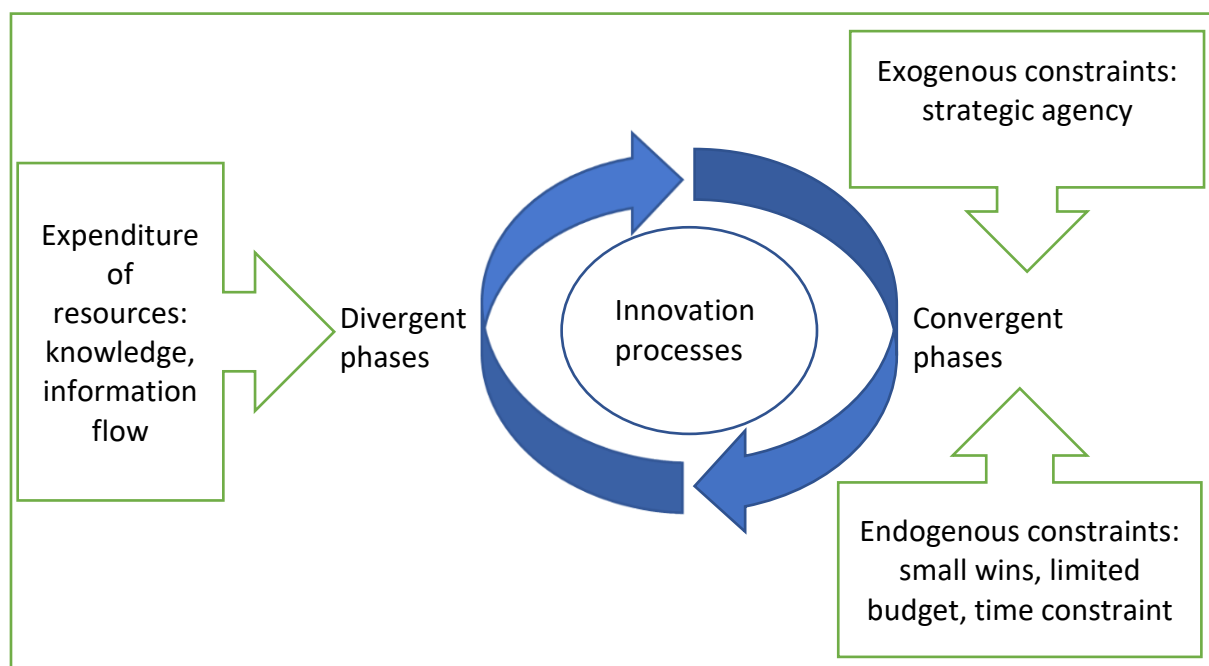 Expenditure
of
resources:
knowledge,
information
flow
Divergent
phases
Innovation
processes
Exogenous constraints:
strategic agency
Convergent
phases
Endogenous constraints:
small wins, limited
budget, time constraint